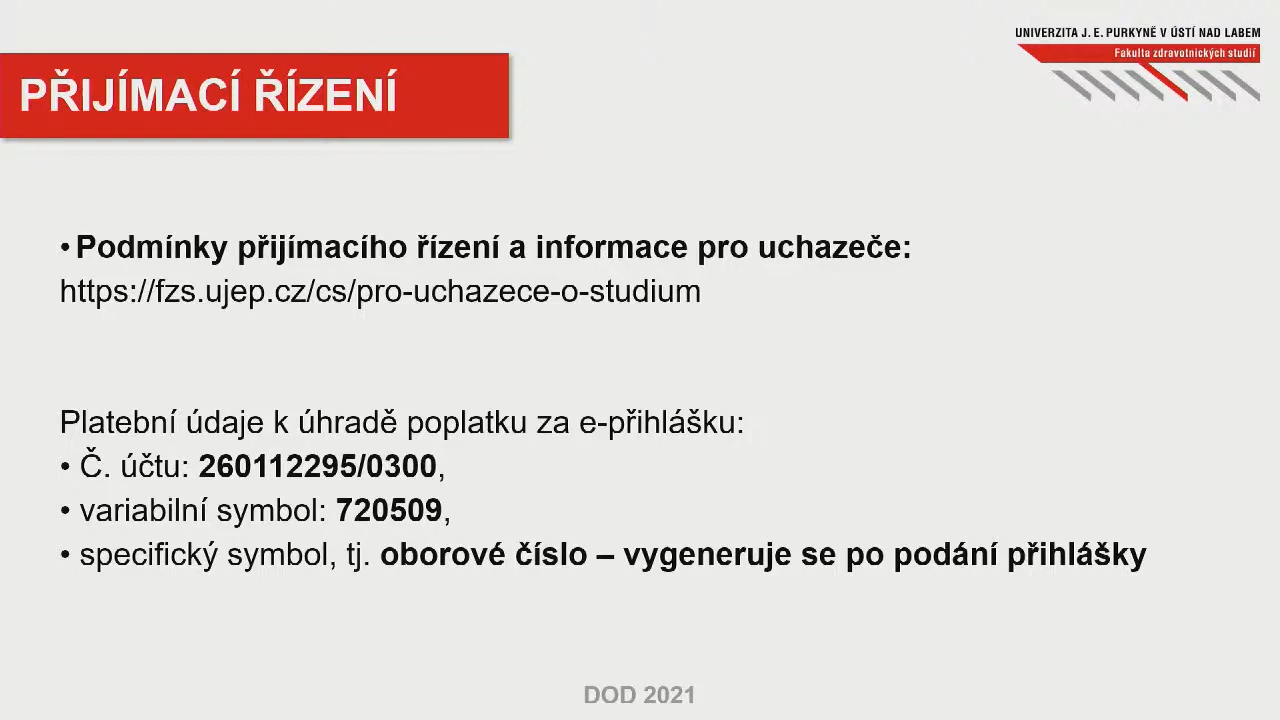 UNIVERZITA J. E. PURKYNĚ V ÚSTÍ NAD LABEM
Fakulta zdravotnických studií
PŘIJÍMACÍ ŘÍZENÍ
• Podmínky přijímacího řízení a informace pro uchazeče:
https://fzs.ujep.cz/cs/pro-uchazece-o-studium
Platební údaje k úhradě poplatku za e-přihlášku:
• Č. účtu: 260112295/0300,
• variabilní symbol: 720509,
• specifický symbol, tj. oborové číslo – vygeneruje se po podání přihlášky
DOD 2021